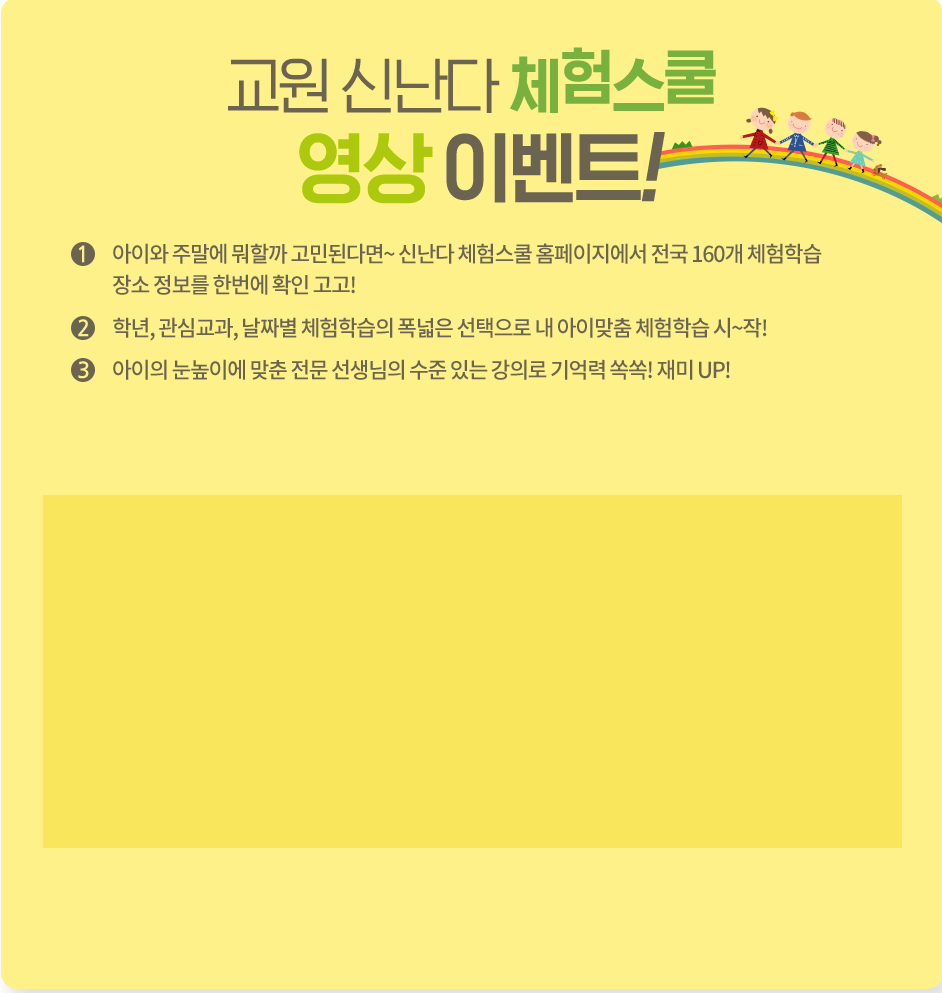 교원 신난다 체험스쿨
영상 이벤트!
1 아이와 주말에 뭐할까 고민된다면~ 신난다 체험스쿨 홈페이지에서 전국 160개 체험학습
장소 정보를 한번에 확인 고고!
2 학년, 관심교과, 날짜별 체험학습의 폭넓은 선택으로 내 아이맞춤 체험학습 시~작!
3 아이의 눈높이에 맞춘 전문 선생님의 수준 있는 강의로 기억력 쏙쏙! 재미 UP!